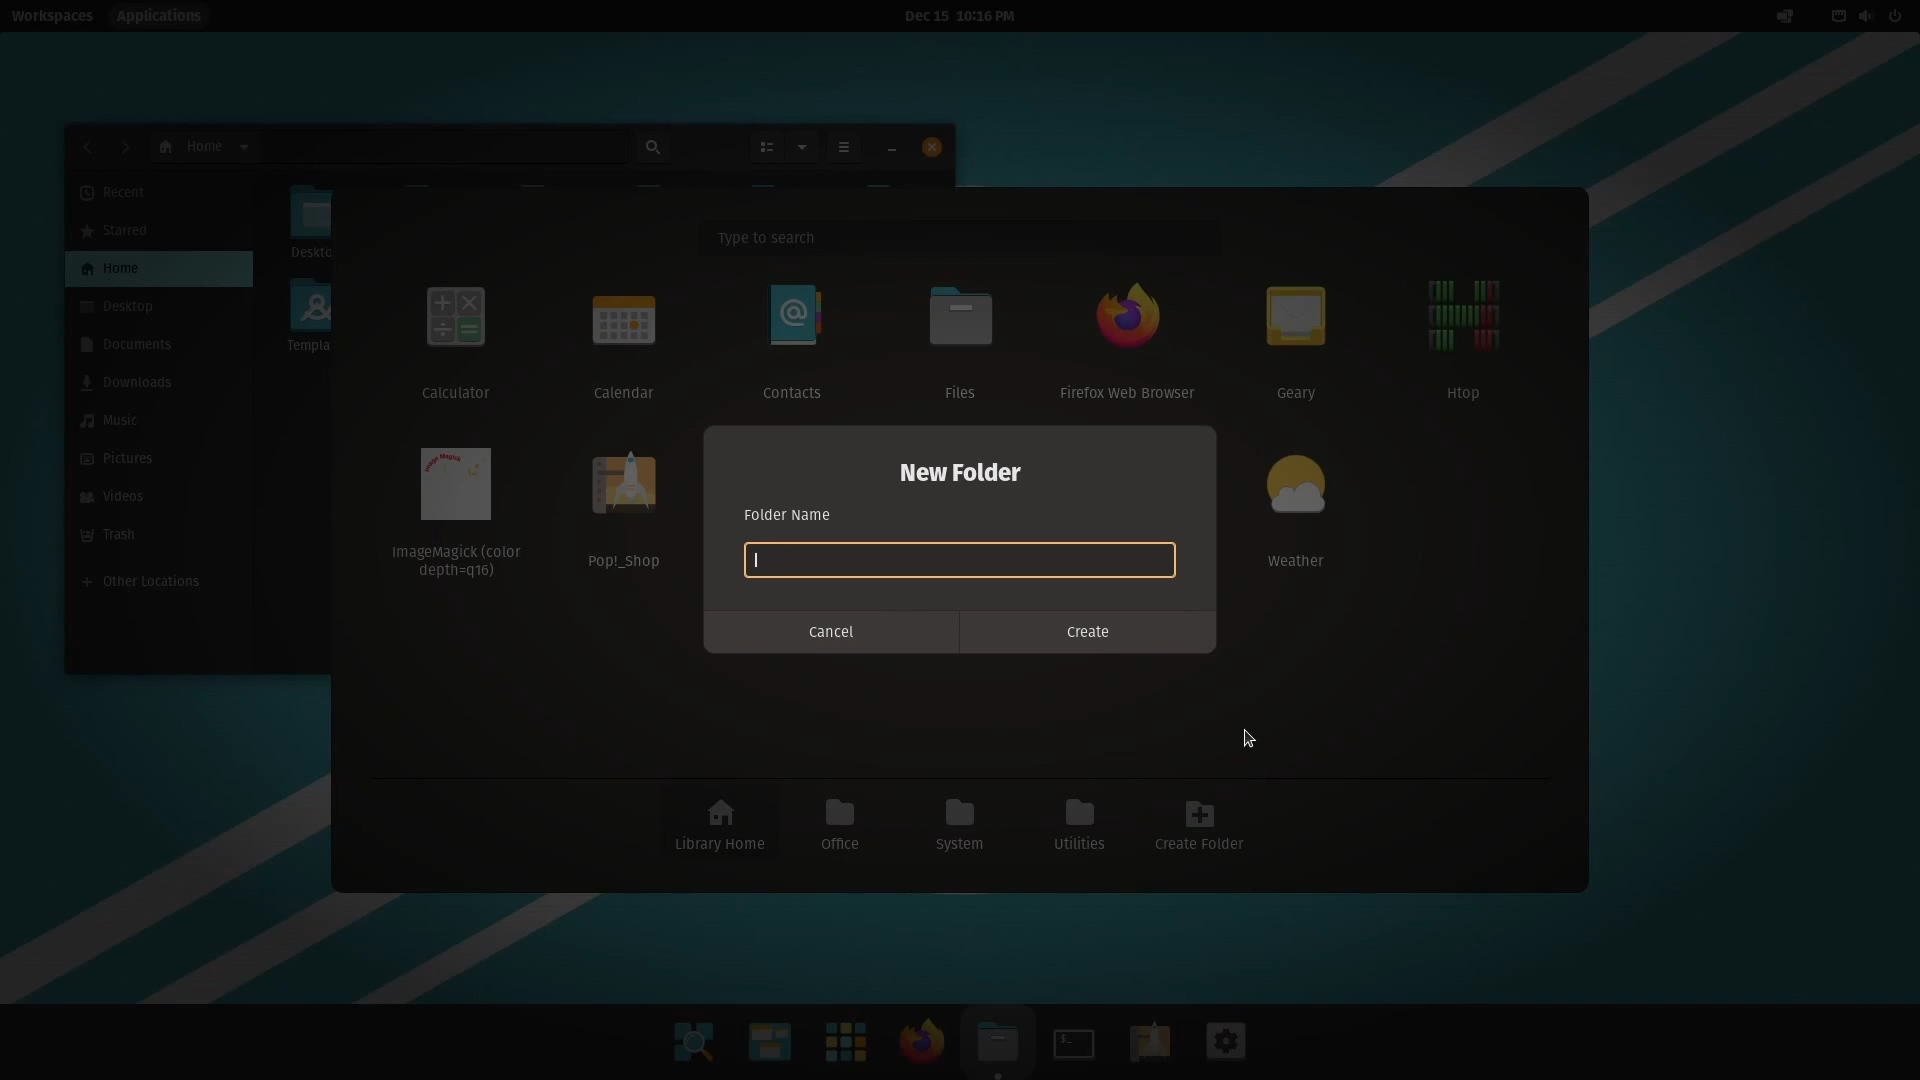 Workspaces
Applications
Dec 15 10:16 PM
Home
Recent
Starred
Home
Desktop
Documents
Downloads
Music
Pictures
Videos
Trash
Other Locations
Deskto
Templa
Type to search
Calculator
Calendar
Contacts
Files
Firefox Web Browser
Geary
Htop
Image Magick
ImageMagick (color
depth=q16)
Pop!_Shop
Weather
New Folder
Folder Name
Cancel
Create
Library Home
Office
System
Utilities
Create Folder
$_